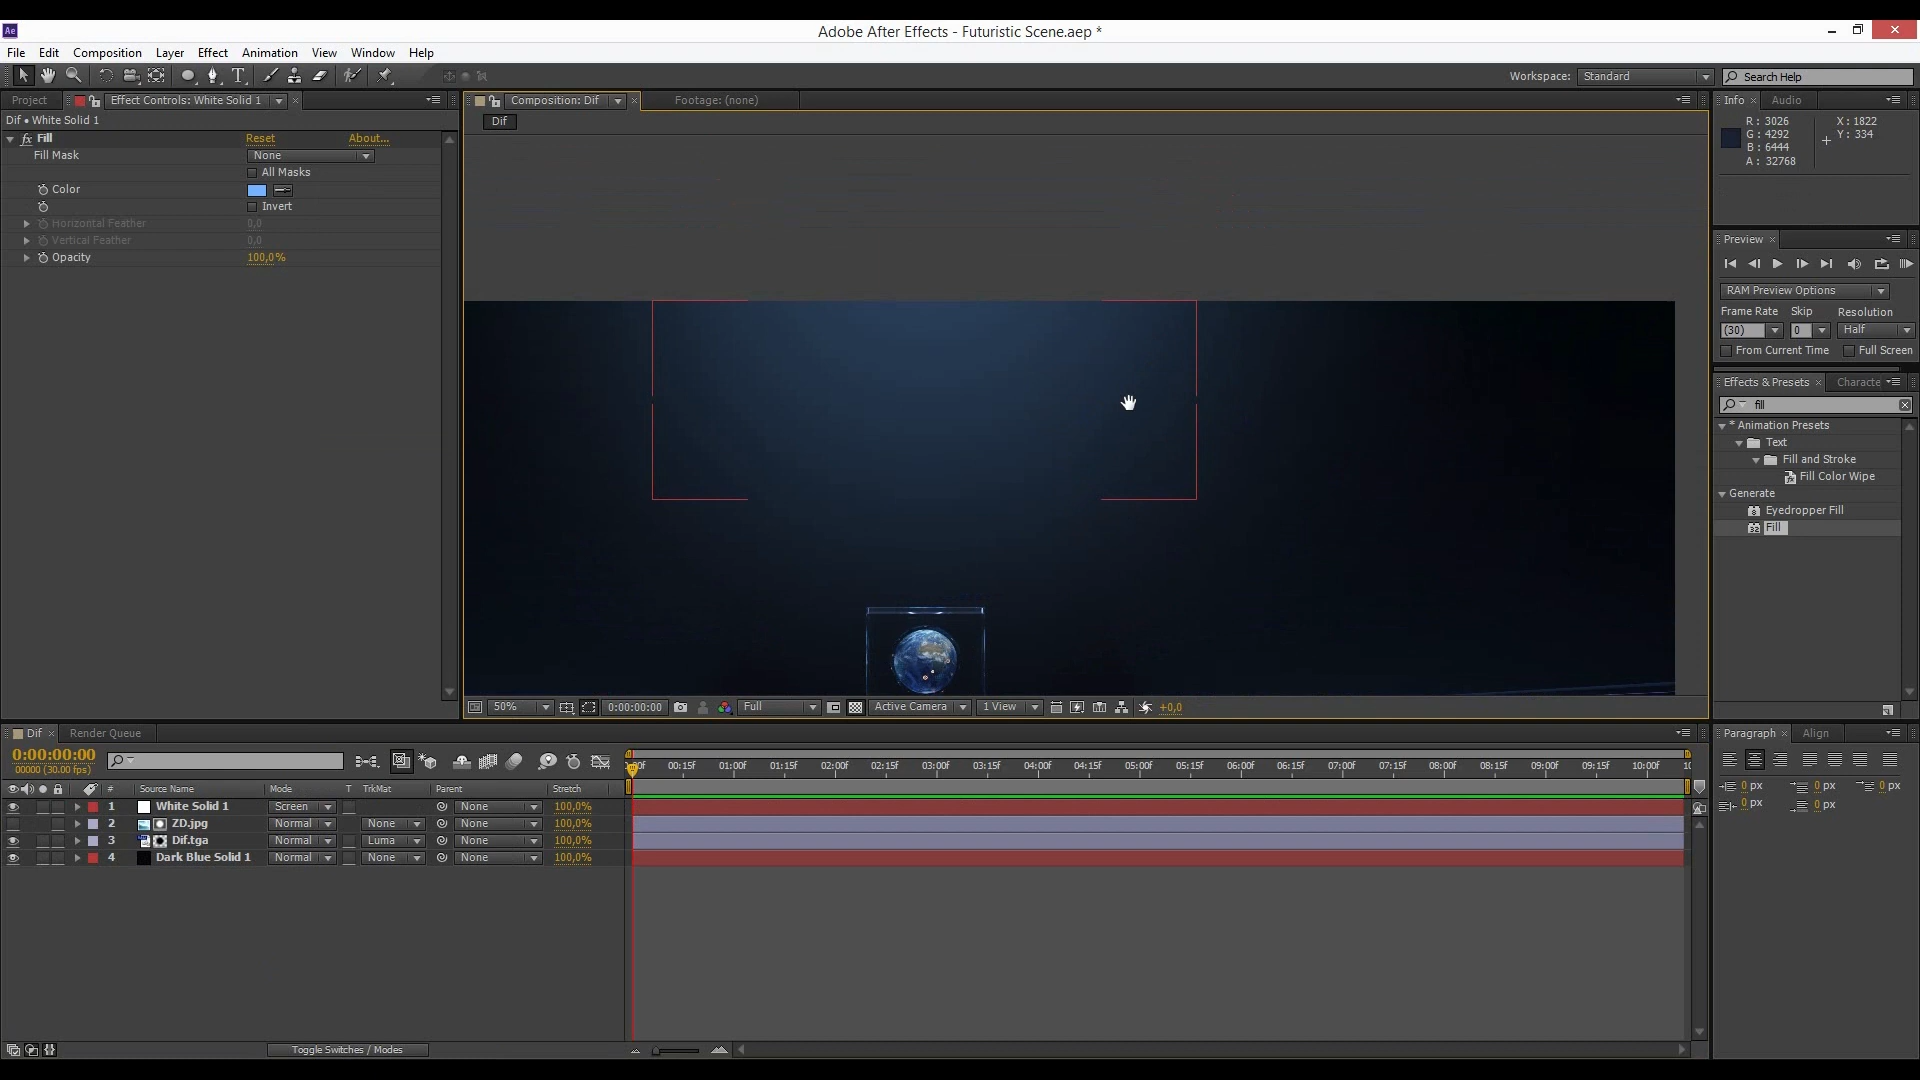 Ae
Adobe After Effects - Futuristic Scene.aep *
File Edit Composition Layer Effect Animation View Window Help
T
Workspace: Standard
Search Help
Project
Effect Controls: White Solid 1 ×
Composition: Dif ×
Footage: (none)
Info × Audio
Dif • White Solid 1
Dif
R : 3026
G : 4292
B : 6444
A : 32768
X : 1822
Y : 334
fx Fill Reset About...
Fill Mask None
All Masks
Color
Invert
Horizontal Feather 0,0
Vertical Feather 0,0
Opacity 100,0%
Preview ×
RAM Preview Options
Frame Rate Skip Resolution
(30) 0 Half
From Current Time Full Screen
Effects & Presets × Characte
fill
* Animation Presets
Text
Fill and Stroke
Fill Color Wipe
Generate
Eyedropper Fill
Fill
50% 0:00:00:00 Full Active Camera 1 View +0,0
Dif × Render Queue
Paragraph × Align
0:00:00:00
00000 (30.00 fps)
:00f 00:15f 01:00f 01:15f 02:00f 02:15f 03:00f 03:15f 04:00f 04:15f 05:00f 05:15f 06:00f 06:15f 07:00f 07:15f 08:00f 08:15f 09:00f 09:15f 10:00f 10
# Source Name Mode T TrkMat Parent Stretch
1 White Solid 1 Screen None 100,0%
2 ZD.jpg Normal None None 100,0%
3 Dif.tga Normal Luma None 100,0%
4 Dark Blue Solid 1 Normal None None 100,0%
0 px 0 px 0 px
0 px 0 px
Toggle Switches / Modes